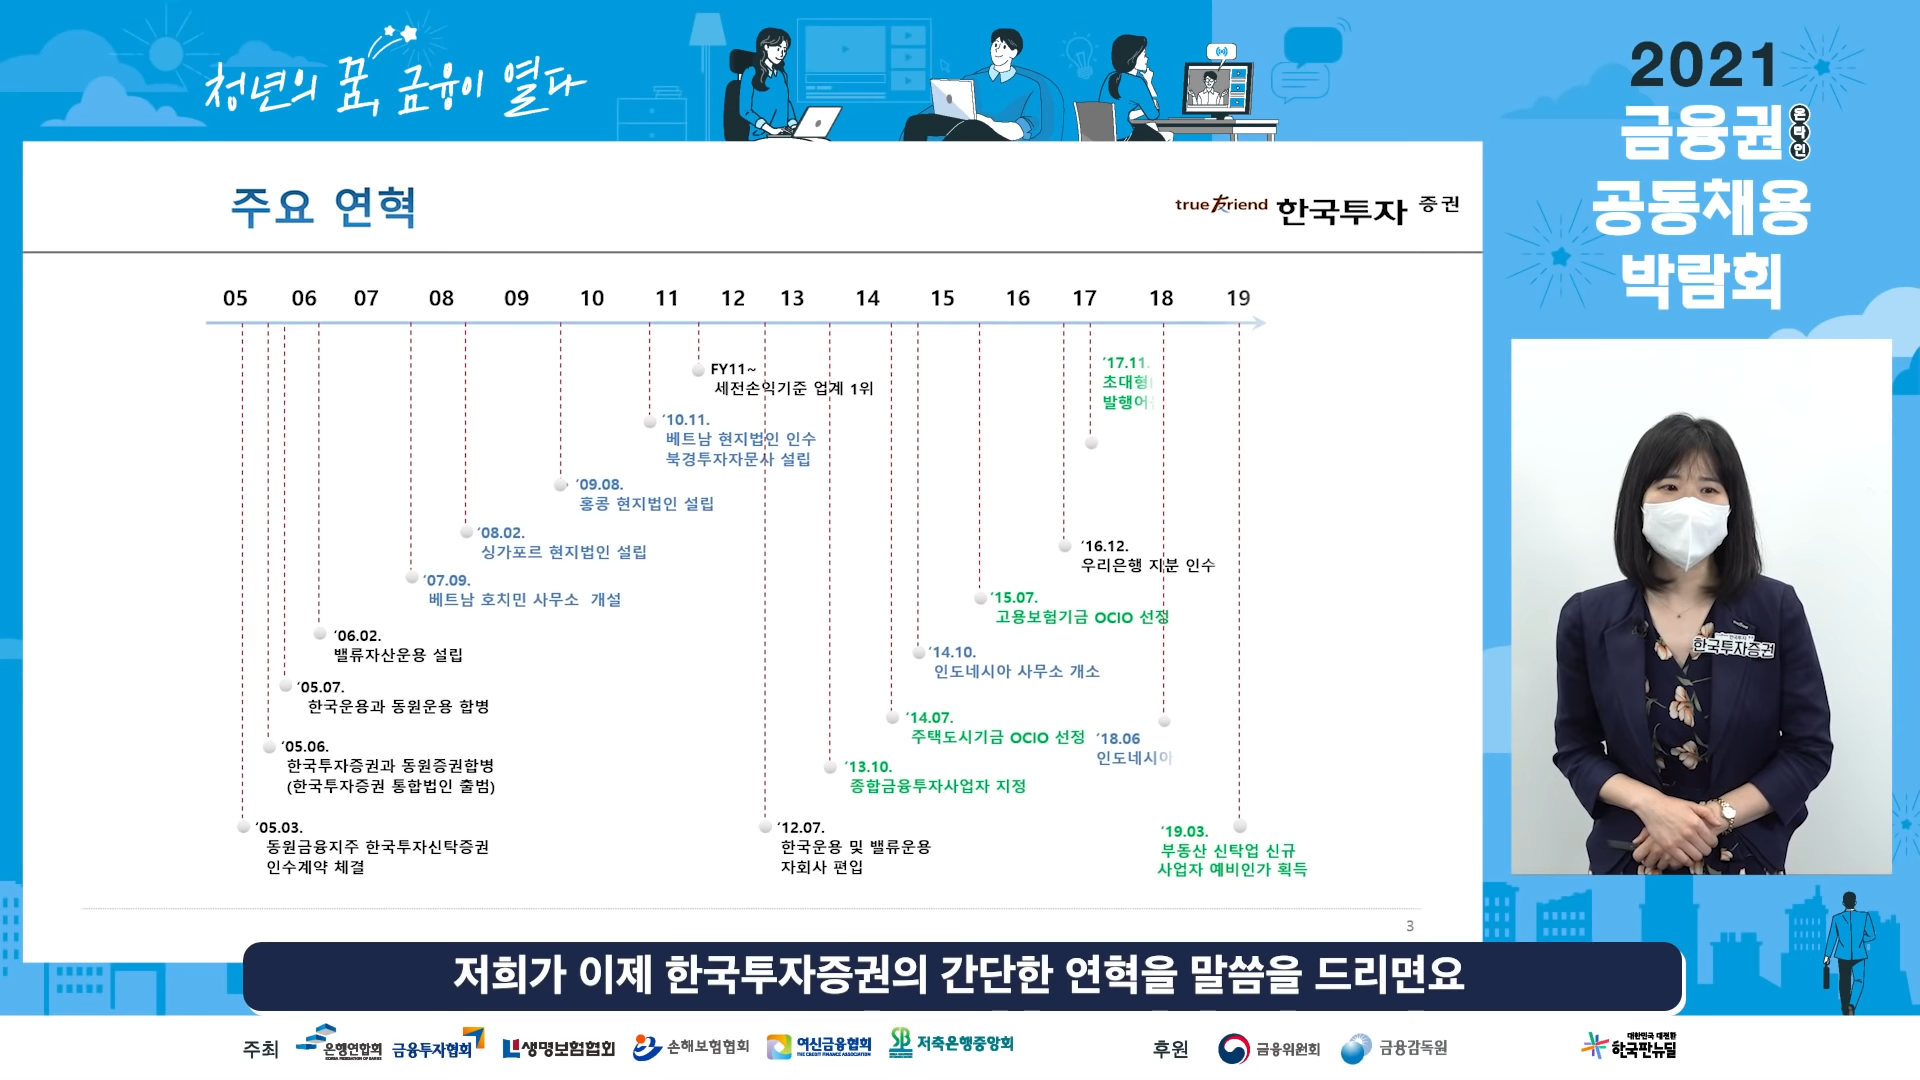 청년의 꿈, 금융이 열다
2021
금융권
온라인
공동채용
박람회
주요 연혁
true friend 한국투자 증권
05 06 07 08 09 10 11 12 13 14 15 16 17 18 19
FY11~
세전손익기준 업계 1위
'10.11.
베트남 현지법인 인수
북경투자자문사 설립
'09.08.
홍콩 현지법인 설립
'08.02.
싱가포르 현지법인 설립
'07.09.
베트남 호치민 사무소 개설
'06.02.
밸류자산운용 설립
'05.07.
한국운용과 동원운용 합병
'05.06.
한국투자증권과 동원증권합병
(한국투자증권 통합법인 출범)
'05.03.
동원금융지주 한국투자신탁증권
인수계약 체결
'17.11.
초대형
발행어
'16.12.
우리은행 지분 인수
'15.07.
고용보험기금 OCIO 선정
'14.10.
인도네시아 사무소 개소
'14.07.
주택도시기금 OCIO 선정
'18.06
인도네시아
'13.10.
종합금융투자사업자 지정
'12.07.
한국운용 및 밸류운용
자회사 편입
'19.03.
부동산 신탁업 신규
사업자 예비인가 획득
3
한국투자증권
저희가 이제 한국투자증권의 간단한 연혁을 말씀을 드리면요
주최 은행연합회 금융투자협회 생명보험협회 손해보험협회 여신금융협회 저축은행중앙회 후원 금융위원회 금융감독원
대한민국 대전환
한국판뉴딜